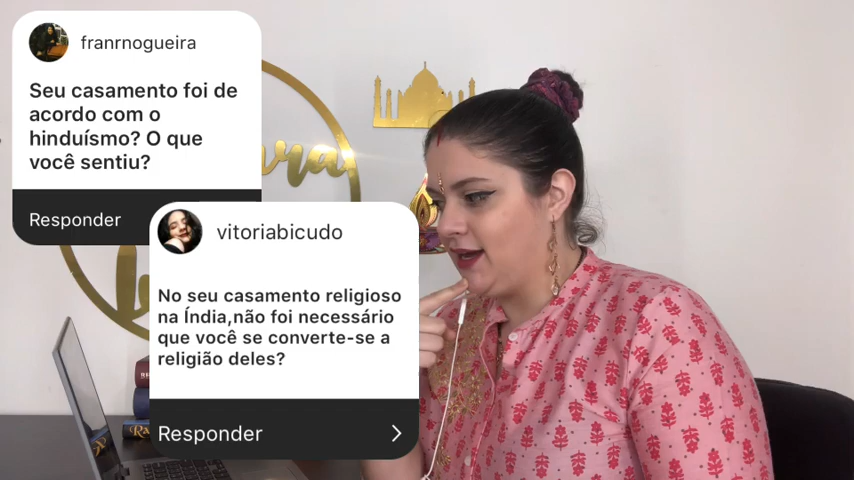 franrnogueira
Seu casamento foi de
acordo com o
hinduísmo? O que
você sentiu?
Responder
vitoriabicudo
No seu casamento religioso
na Índia,não foi necessário
que você se converte-se a
religião deles?
Responder